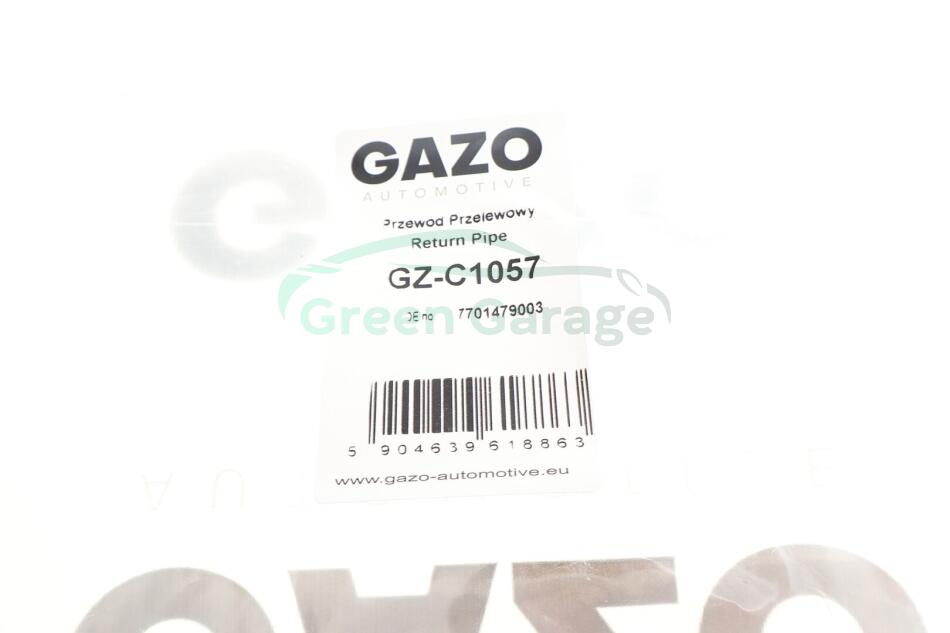 GAZO
AUTOMOTIVE
Przewod Przelewowy
Return Pipe
GZ-C1057
Green Garage
OE no 7701479003
5 904639 618863
www.gazo-automotive.eu